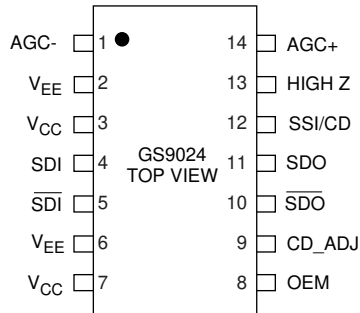 AGC- 1 14 AGC+
VEE 2 13 HIGH Z
VCC 3 12 SSI/CD
SDI 4 GS9024 11 SDO
TOP VIEW
SDI 5 10 SDO
VEE 6 9 CD_ADJ
VCC 7 8 OEM